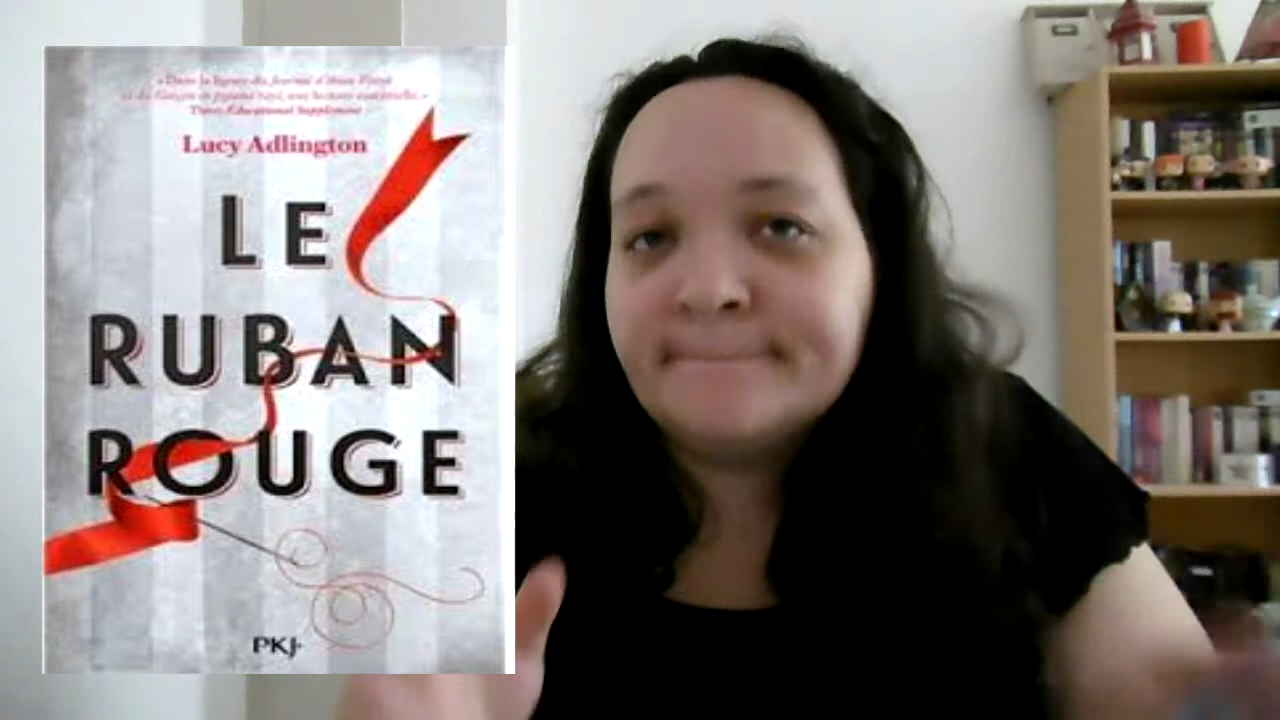 « Dans la lignée du Journal d'Anne Frank
et du Garçon en pyjama rayé, une lecture essentielle. »
Times Educational Supplement
Lucy Adlington
LE
RUBAN
ROUGE
PKJ·